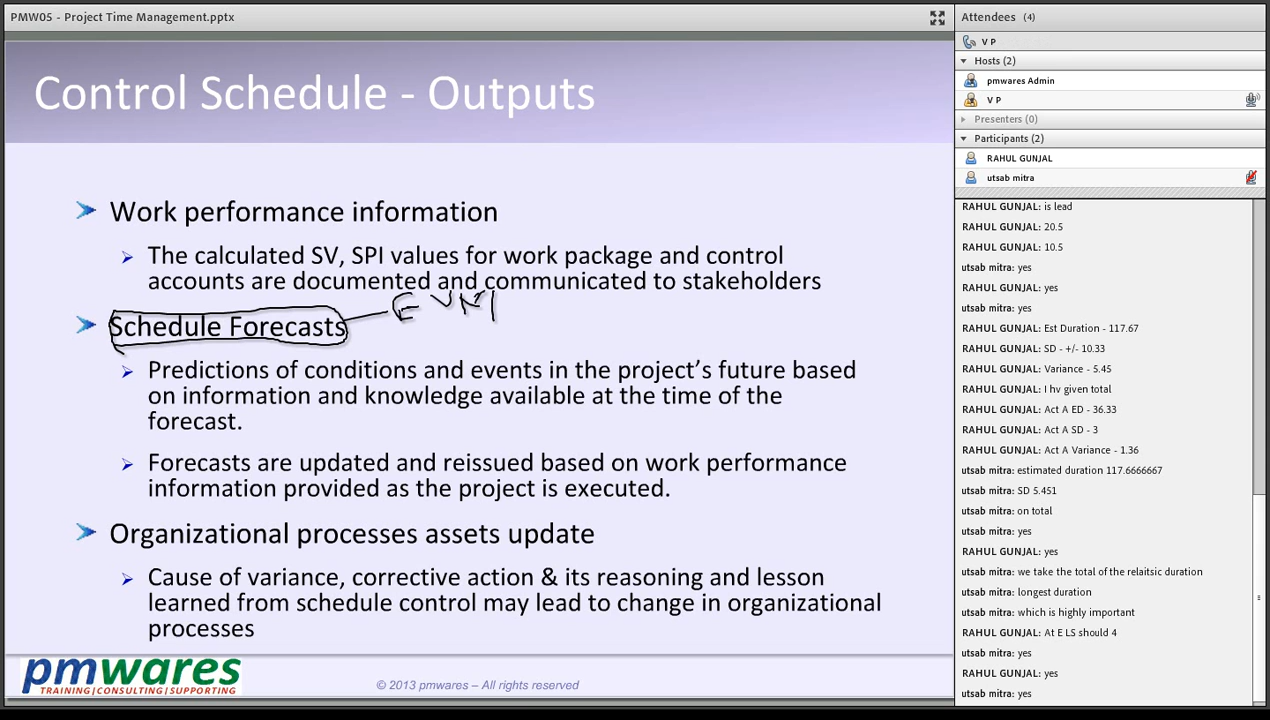 PMW05 - Project Time Management.pptx
Control Schedule - Outputs
Work performance information
The calculated SV, SPI values for work package and control
accounts are documented and communicated to stakeholders
EVM
Schedule Forecasts
Predictions of conditions and events in the project's future based
on information and knowledge available at the time of the
forecast.
Forecasts are updated and reissued based on work performance
information provided as the project is executed.
Organizational processes assets update
Cause of variance, corrective action & its reasoning and lesson
learned from schedule control may lead to change in organizational
processes
pmwares
TRAINING|CONSULTING|SUPPORTING
© 2013 pmwares – All rights reserved
Attendees (4)
V P
Hosts (2)
pmwares Admin
V P
Presenters (0)
Participants (2)
RAHUL GUNJAL
utsab mitra
RAHUL GUNJAL: is lead
RAHUL GUNJAL: 20.5
RAHUL GUNJAL: 10.5
utsab mitra: yes
RAHUL GUNJAL: yes
utsab mitra: yes
RAHUL GUNJAL: Est Duration - 117.67
RAHUL GUNJAL: SD - +/- 10.33
RAHUL GUNJAL: Variance - 5.45
RAHUL GUNJAL: I hv given total
RAHUL GUNJAL: Act A ED - 36.33
RAHUL GUNJAL: Act A SD - 3
RAHUL GUNJAL: Act A Variance - 1.36
utsab mitra: estimated duration 117.6666667
utsab mitra: SD 5.451
utsab mitra: on total
utsab mitra: yes
RAHUL GUNJAL: yes
utsab mitra: we take the total of the relaitsic duration
utsab mitra: longest duration
utsab mitra: which is highly important
RAHUL GUNJAL: At E LS should 4
utsab mitra: yes
RAHUL GUNJAL: yes
utsab mitra: yes